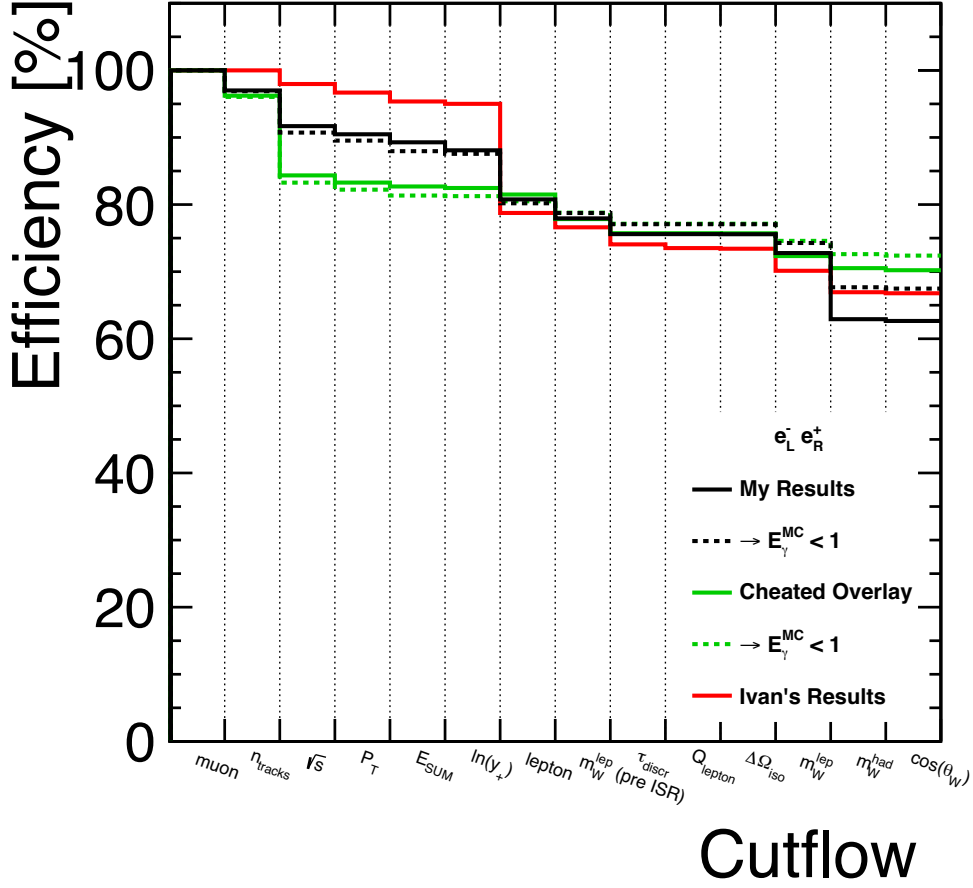 Efficiency [%]
100
80
60
40
20
0
e_L^- e_R^+
My Results
→ E_γ^MC < 1
Cheated Overlay
→ E_γ^MC < 1
Ivan's Results
muon n_tracks √s P_T E_SUM ln(y_+) lepton m_W^lep (pre ISR) τ_discr Q_lepton ΔΩ_iso m_W^lep m_W^had cos(θ_W)
Cutflow